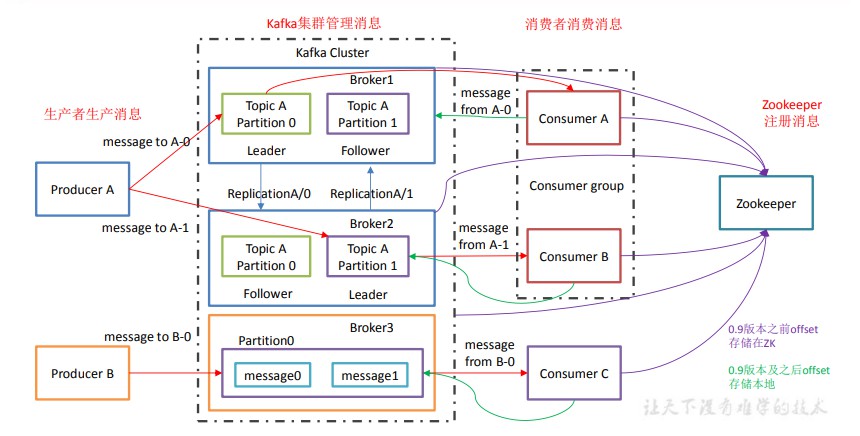 Kafka集群管理消息
消费者消费消息
Kafka Cluster
Broker1
Topic A
Partition 0
Topic A
Partition 1
Leader
Follower
生产者生产消息
message to A-0
Producer A
message to A-1
ReplicationA/0
ReplicationA/1
Broker2
Topic A
Partition 0
Topic A
Partition 1
Follower
Leader
message
from A-0
Consumer A
Consumer group
message
from A-1
Consumer B
Zookeeper
注册消息
Zookeeper
message to B-0
Producer B
Broker3
Partition0
message0
message1
message
from B-0
Consumer C
0.9版本之前offset
存储在ZK
0.9版本及之后offset
存储本地
让天下没有难学的技术